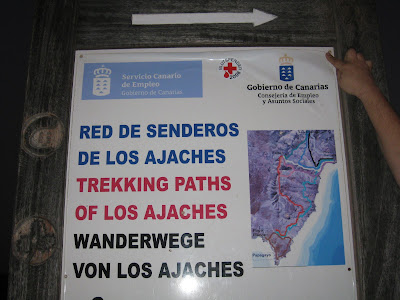 Servicio Canario
de Empleo
Gobierno de Canarias
Gobierno de Canarias
Consejería de Empleo
y Asuntos Sociales
RED DE SENDEROS
DE LOS AJACHES
TREKKING PATHS
OF LOS AJACHES
WANDERWEGE
VON LOS AJACHES
Papagayo